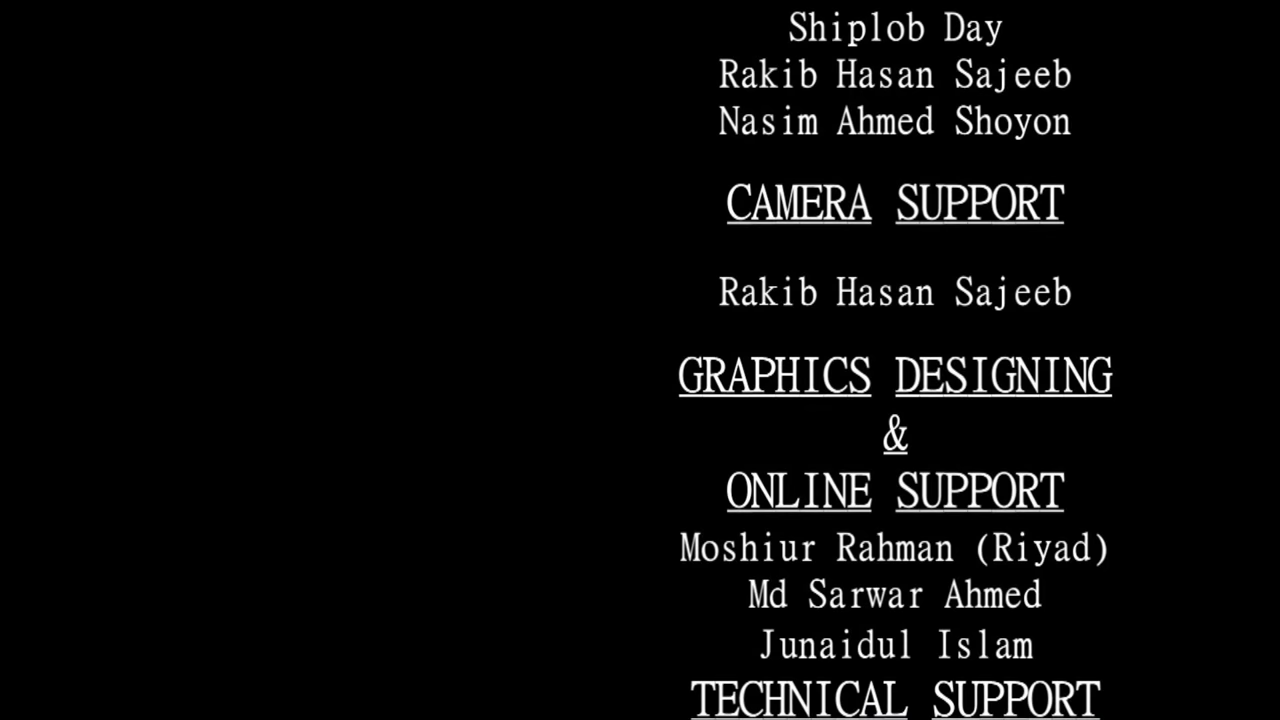 Shiplob Day
Rakib Hasan Sajeeb
Nasim Ahmed Shoyon
CAMERA SUPPORT
Rakib Hasan Sajeeb
GRAPHICS DESIGNING
&
ONLINE SUPPORT
Moshiur Rahman (Riyad)
Md Sarwar Ahmed
Junaidul Islam
TECHNICAL SUPPORT